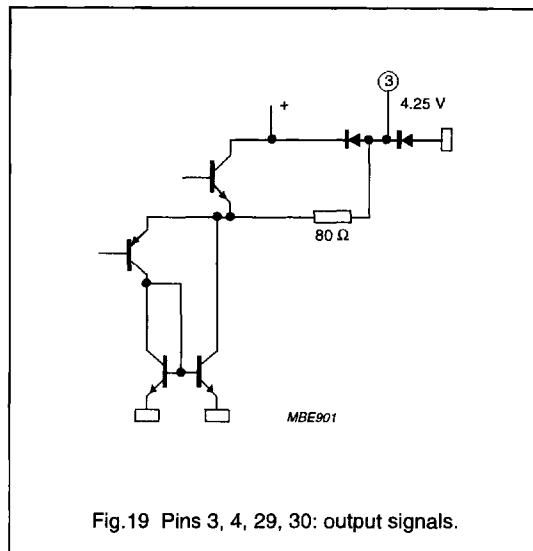 3
4.25 V
+
80 Ω
MBE901
Fig.19 Pins 3, 4, 29, 30: output signals.